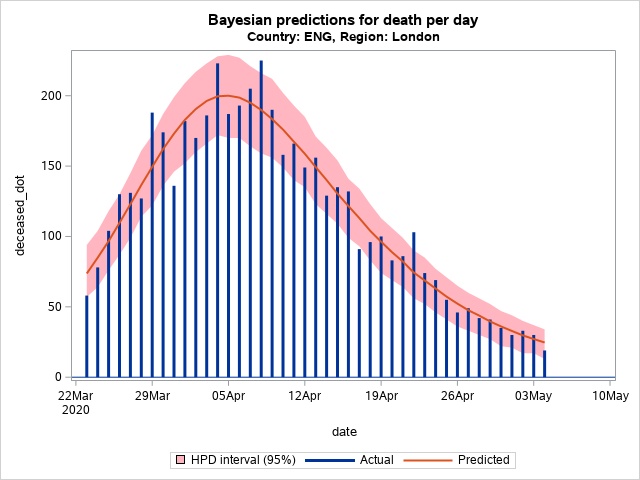 Bayesian predictions for death per day
Country: ENG, Region: London
deceased_dot
200
150
100
50
0
22Mar 29Mar 05Apr 12Apr 19Apr 26Apr 03May 10May
2020
date
HPD interval (95%) Actual Predicted